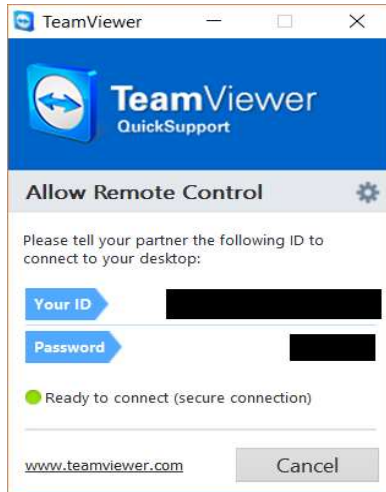 TeamViewer
TeamViewer
QuickSupport
Allow Remote Control
Please tell your partner the following ID to
connect to your desktop:
Your ID
Password
Ready to connect (secure connection)
www.teamviewer.com
Cancel